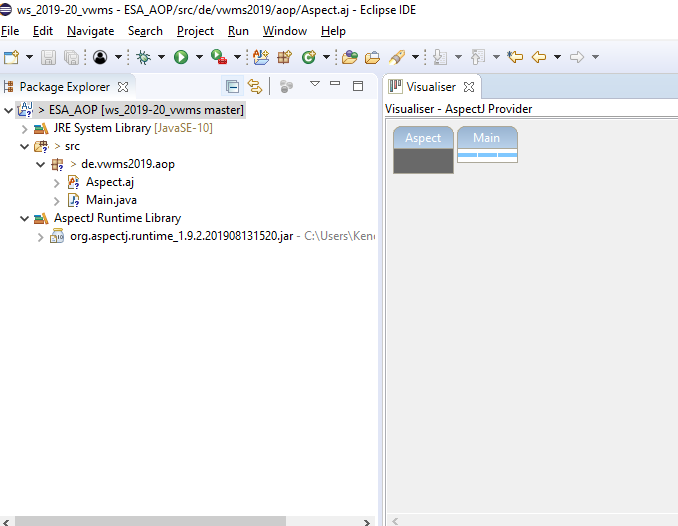 ws_2019-20_vwms - ESA_AOP/src/de/vwms2019/aop/Aspect.aj - Eclipse IDE
File Edit Navigate Search Project Run Window Help
Package Explorer
Visualiser
Visualiser - AspectJ Provider
> ESA_AOP [ws_2019-20_vwms master]
JRE System Library [JavaSE-10]
> src
> de.vwms2019.aop
Aspect.aj
Main.java
AspectJ Runtime Library
org.aspectj.runtime_1.9.2.201908131520.jar - C:\Users\Ken
Aspect
Main